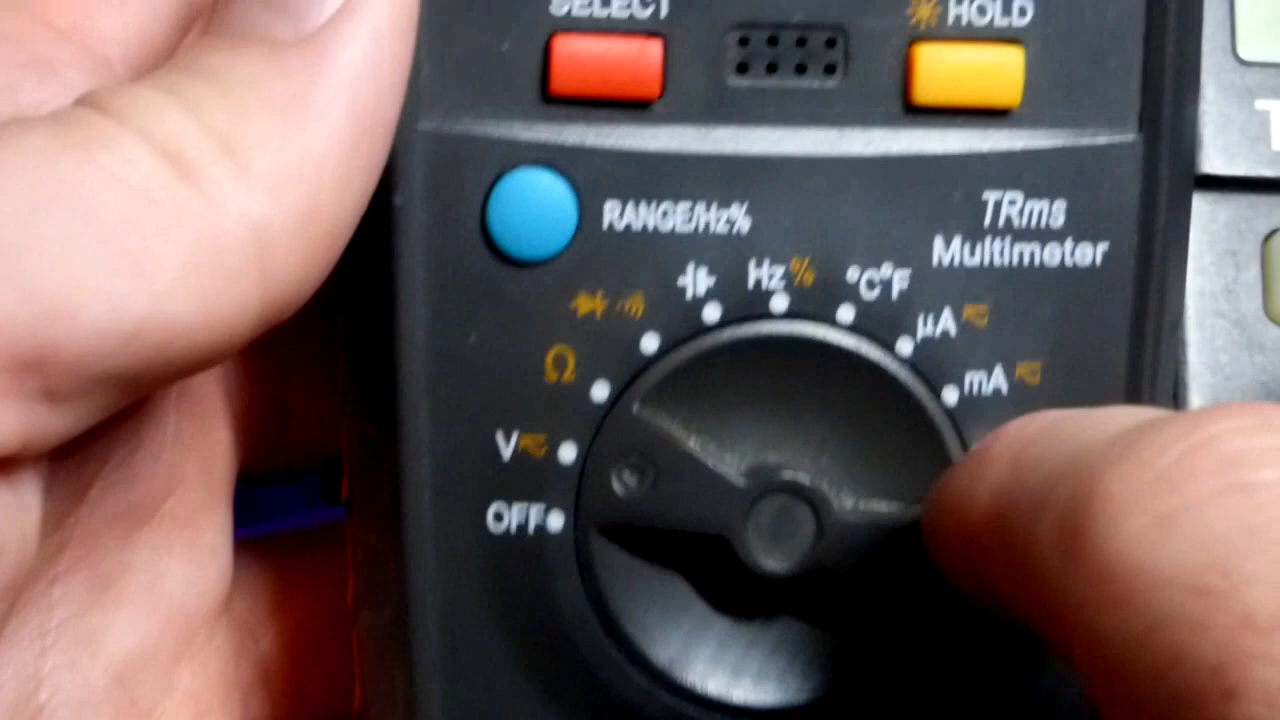 SELECT
HOLD
RANGE/Hz%
TRms
Multimeter
Hz%
°C°F
µA
mA
Ω
V
OFF